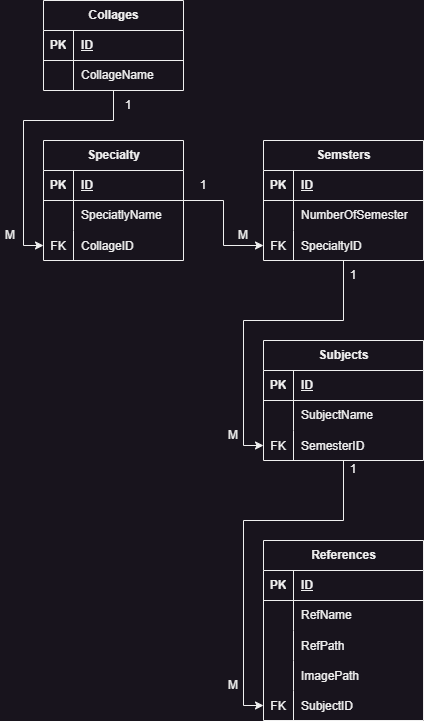 Collages
PK ID
CollageName
1
Specialty
PK ID
SpeciatlyName
M
FK CollageID
1
Semsters
PK ID
NumberOfSemester
M
FK SpecialtyID
1
Subjects
PK ID
SubjectName
M
FK SemesterID
1
References
PK ID
RefName
RefPath
ImagePath
M
FK SubjectID